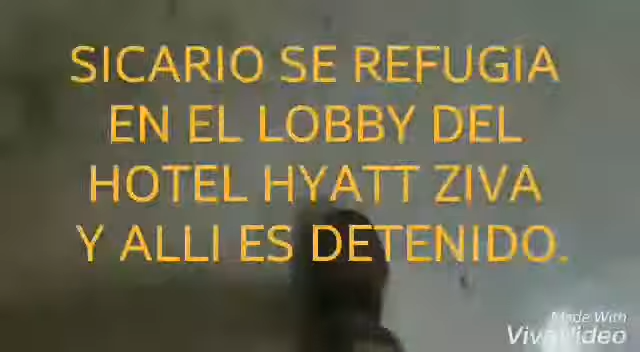 SICARIO SE REFUGIA
EN EL LOBBY DEL
HOTEL HYATT ZIVA
Y ALLI ES DETENIDO.
Made With
VivaVideo